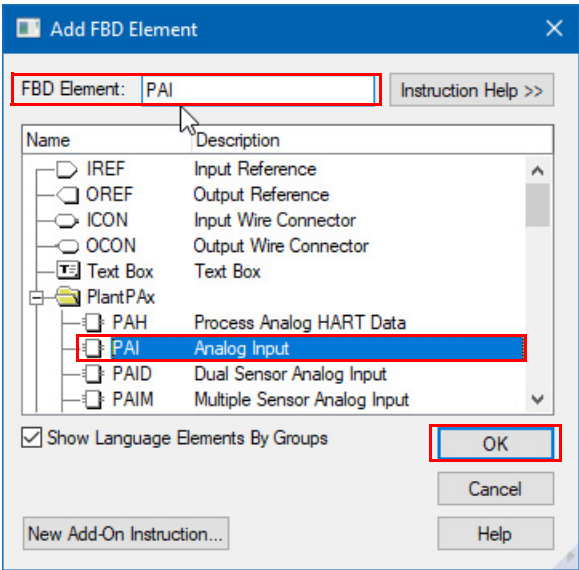 Add FBD Element
FBD Element: PAI Instruction Help >>
Name Description
IREF Input Reference
OREF Output Reference
ICON Input Wire Connector
OCON Output Wire Connector
Text Box Text Box
PlantPAx
PAH Process Analog HART Data
PAI Analog Input
PAID Dual Sensor Analog Input
PAIM Multiple Sensor Analog Input
Show Language Elements By Groups
OK
Cancel
New Add-On Instruction... Help